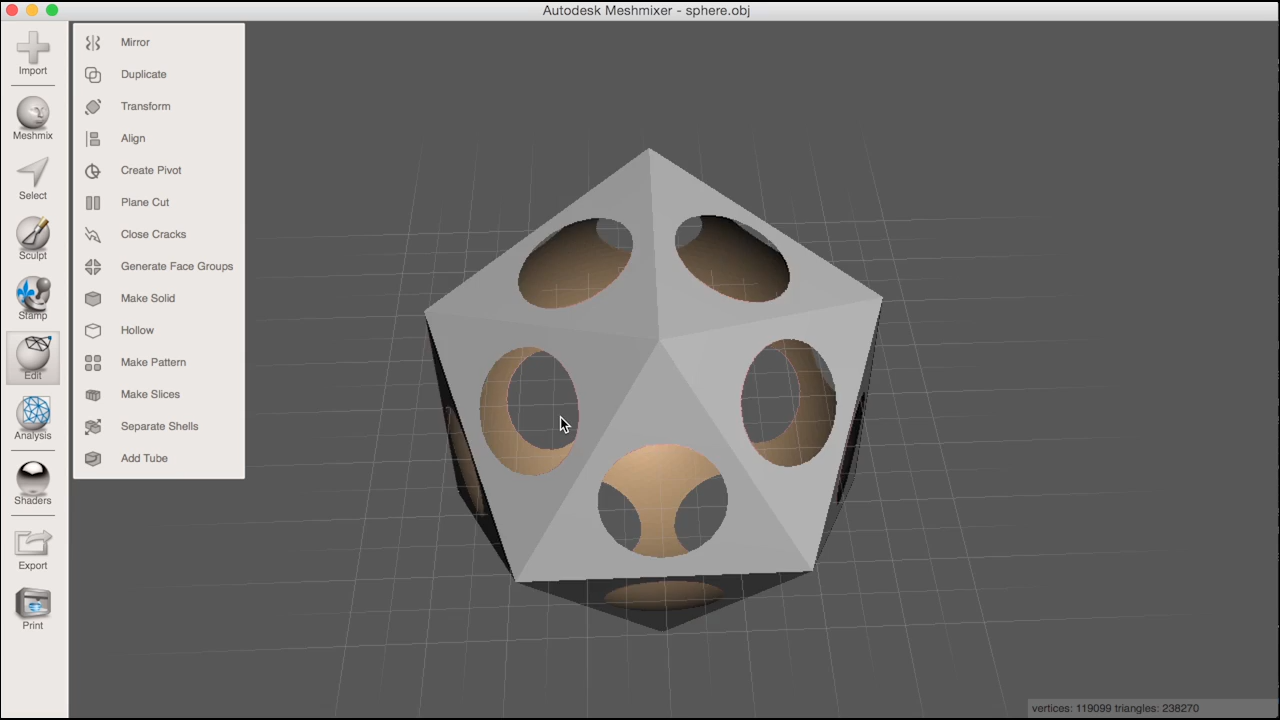 Autodesk Meshmixer - sphere.obj
Import
Meshmix
Select
Sculpt
Stamp
Edit
Analysis
Shaders
Export
Print
Mirror
Duplicate
Transform
Align
Create Pivot
Plane Cut
Close Cracks
Generate Face Groups
Make Solid
Hollow
Make Pattern
Make Slices
Separate Shells
Add Tube
vertices: 119099 triangles: 238270